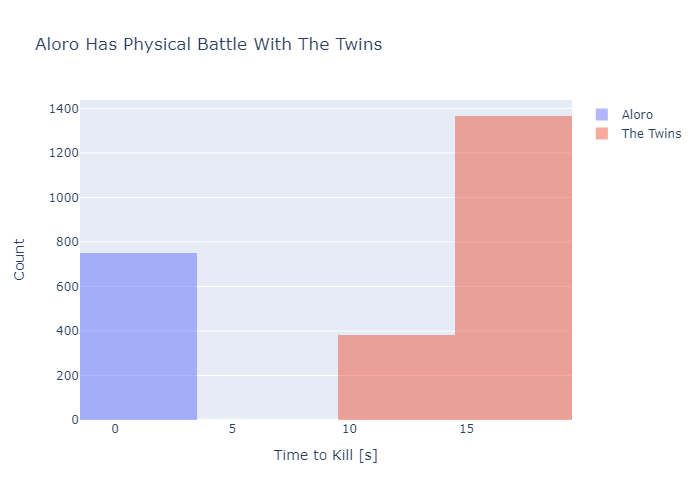 Aloro Has Physical Battle With The Twins
Aloro
The Twins
1400
1200
1000
800
600
400
200
0
Count
0 5 10 15
Time to Kill [s]